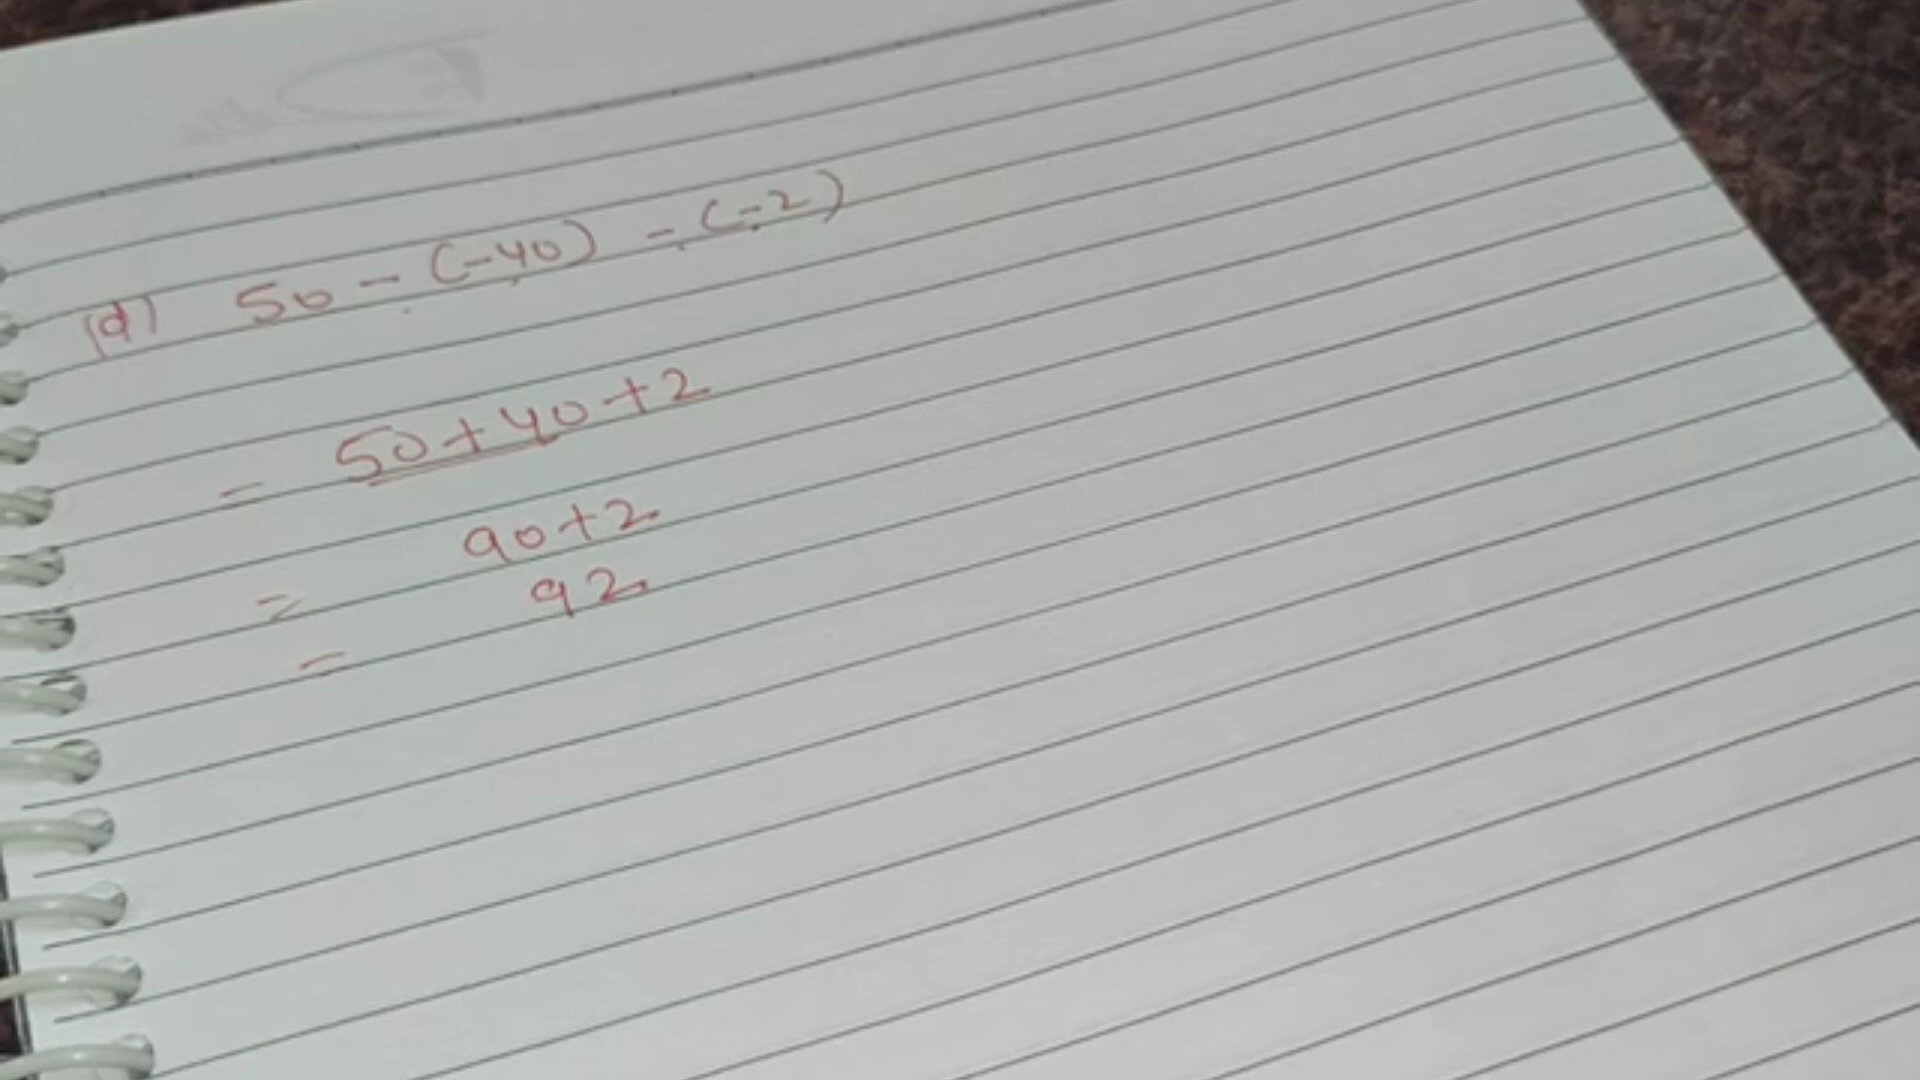 (d) 50 - (-40) - (-2)
= 50 + 40 + 2
= 90 + 2
= 92